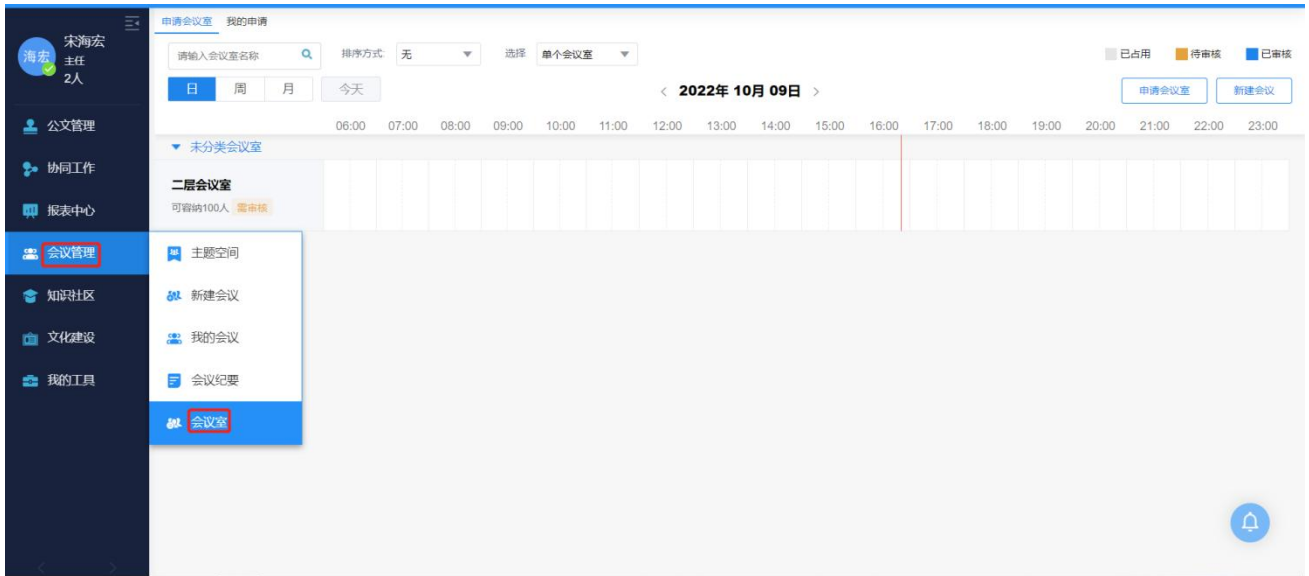 海宏
宋海宏
主任
2人
公文管理
协同工作
报表中心
会议管理
知识社区
文化建设
我的工具
申请会议室 我的申请
请输入会议室名称 排序方式: 无 选择 单个会议室 已占用 待审核 已审核
日 周 月 今天 < 2022年 10月 09日 > 申请会议室 新建会议
06:00 07:00 08:00 09:00 10:00 11:00 12:00 13:00 14:00 15:00 16:00 17:00 18:00 19:00 20:00 21:00 22:00 23:00
未分类会议室
二层会议室
可容纳100人 需审核
主题空间
新建会议
我的会议
会议纪要
会议室